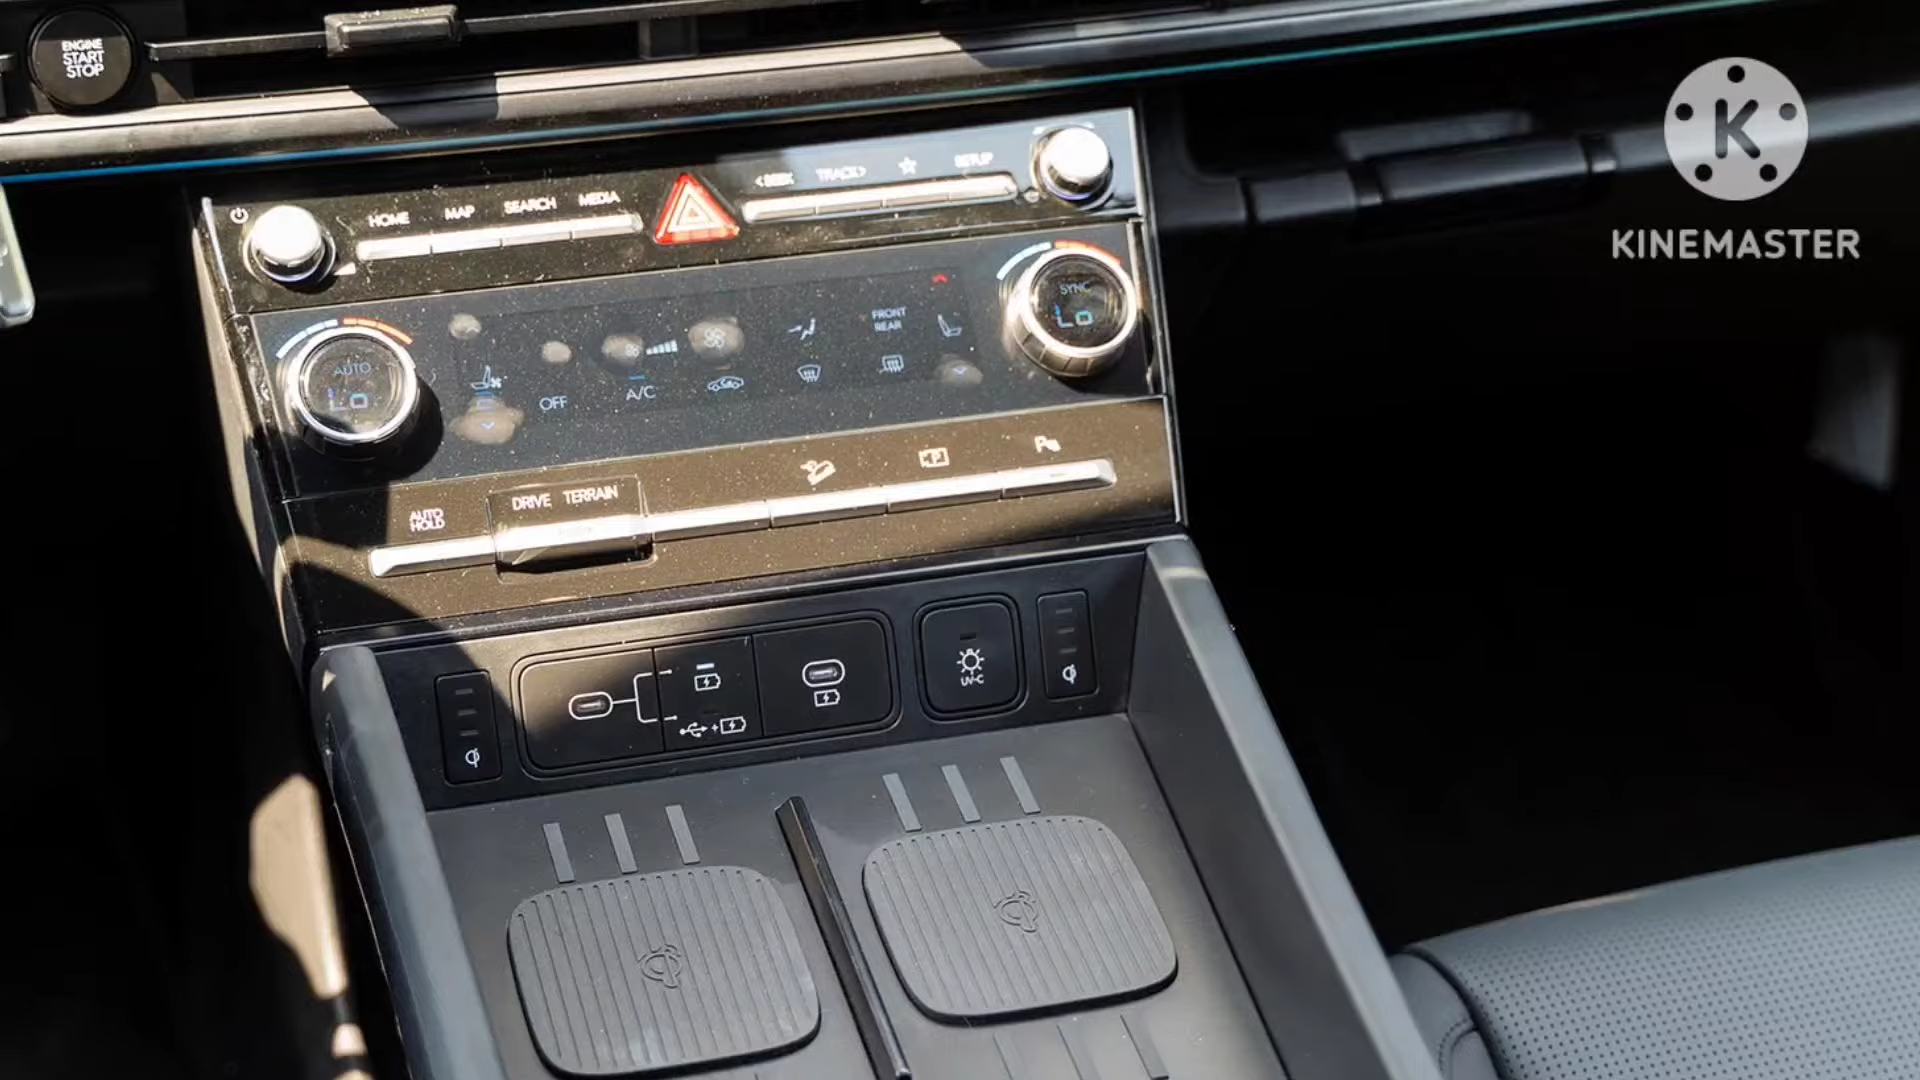 ENGINE
START
STOP
HOME MAP SEARCH MEDIA
< SEEK TRACK > SETUP
K
KINEMASTER
AUTO
LO
OFF
A/C
FRONT
REAR
SYNC
LO
AUTO
HOLD
DRIVE TERRAIN
P
P
UV-C